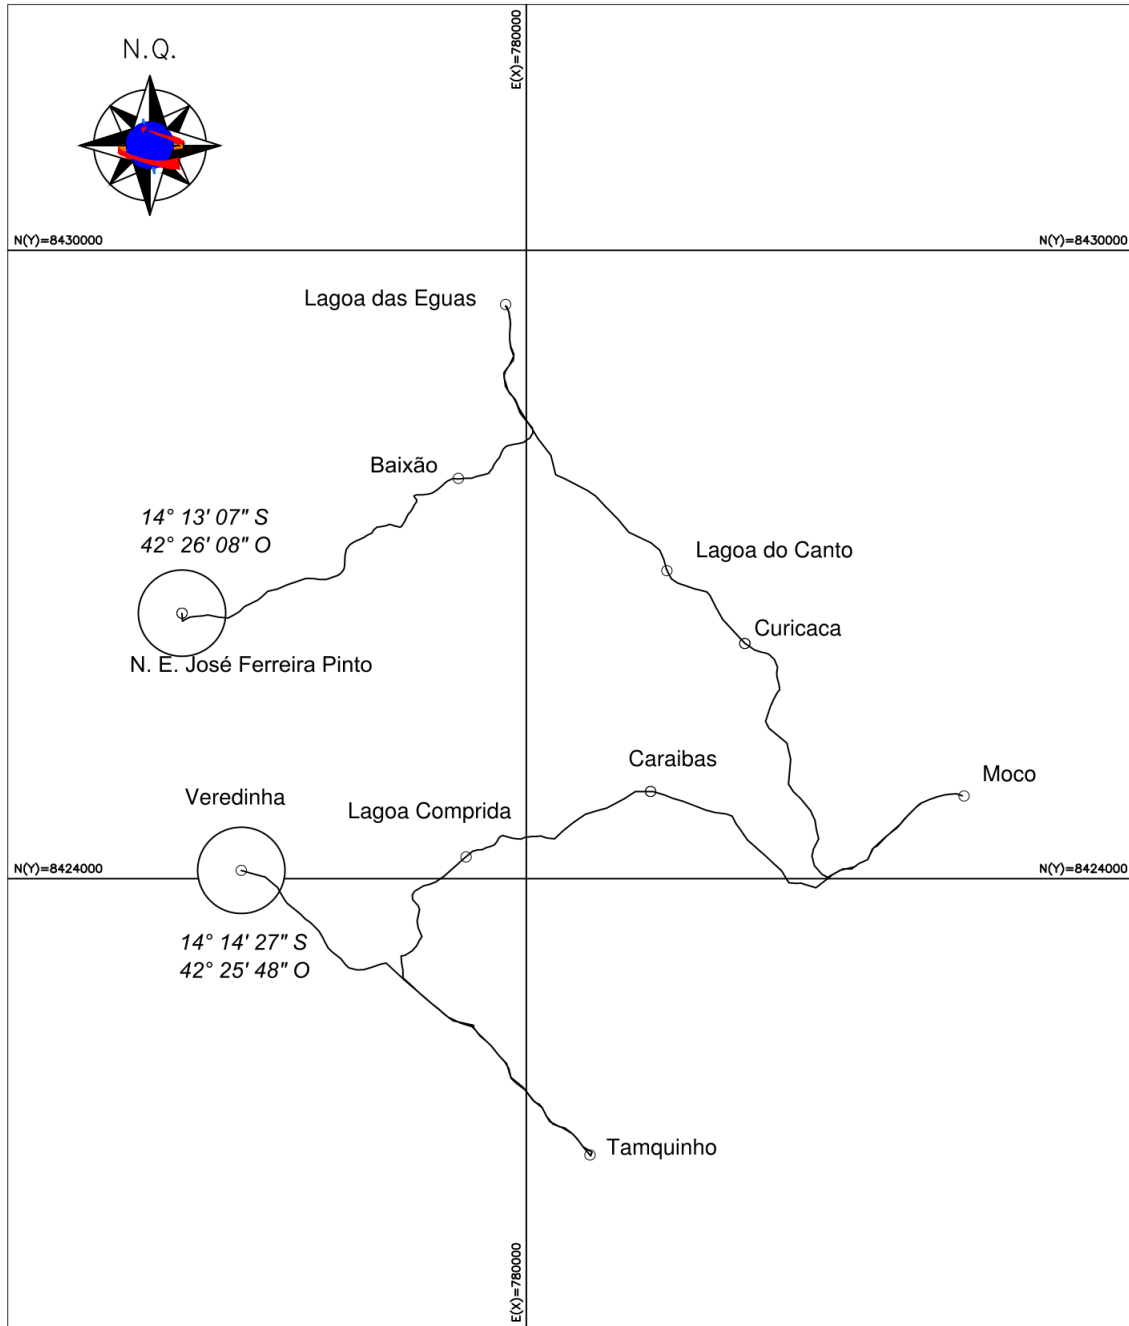 E(X)=780000
N.Q.
N(Y)=8430000
N(Y)=8430000
Lagoa das Eguas
Baixão
14° 13' 07" S
42° 26' 08" O
Lagoa do Canto
Curicaca
N. E. José Ferreira Pinto
Caraibas
Moco
Veredinha
Lagoa Comprida
N(Y)=8424000
N(Y)=8424000
14° 14' 27" S
42° 25' 48" O
Tamquinho
E(X)=780000